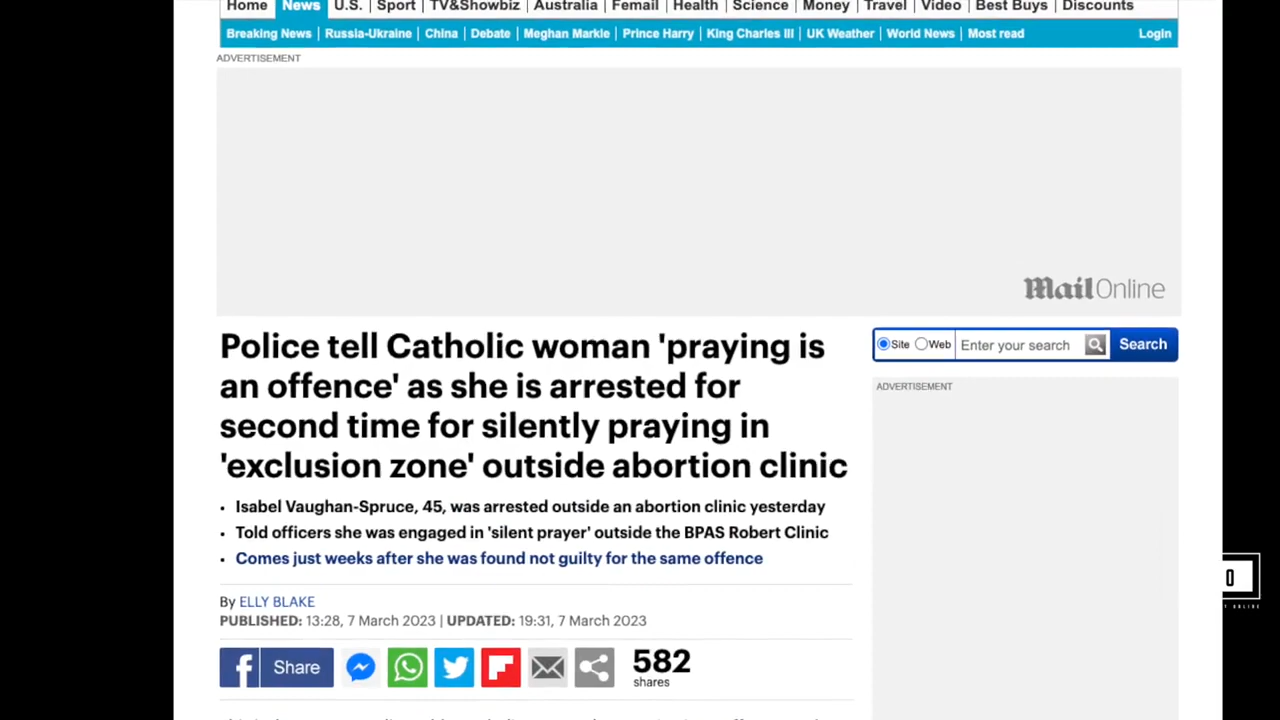 Home News U.S. Sport TV&Showbiz Australia Femail Health Science Money Travel Video Best Buys Discounts
Breaking News Russia-Ukraine China Debate Meghan Markle Prince Harry King Charles III UK Weather World News Most read Login
ADVERTISEMENT
MailOnline
Police tell Catholic woman 'praying is
an offence' as she is arrested for
second time for silently praying in
'exclusion zone' outside abortion clinic
Site Web Enter your search Search
ADVERTISEMENT
• Isabel Vaughan-Spruce, 45, was arrested outside an abortion clinic yesterday
• Told officers she was engaged in 'silent prayer' outside the BPAS Robert Clinic
• Comes just weeks after she was found not guilty for the same offence
By ELLY BLAKE
PUBLISHED: 13:28, 7 March 2023 | UPDATED: 19:31, 7 March 2023
Share
582
shares